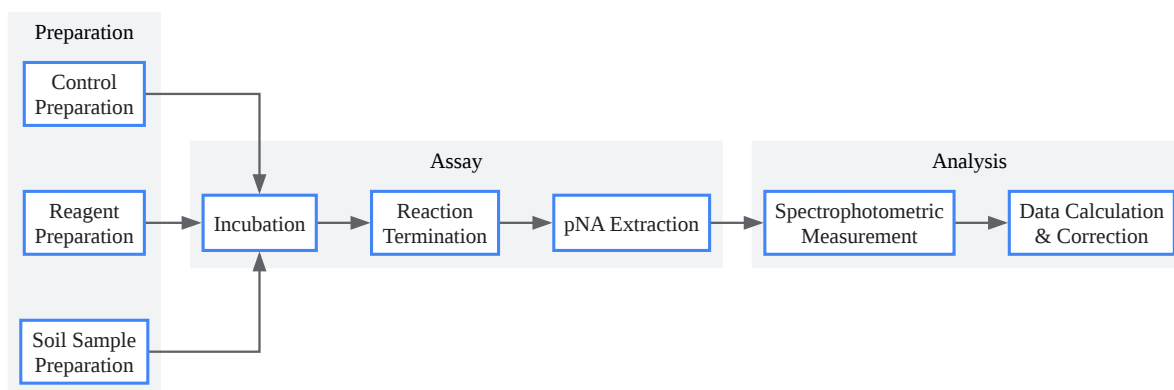 Preparation
Control
Preparation
Reagent
Preparation
Soil Sample
Preparation
Assay
Incubation
Reaction
Termination
pNA Extraction
Analysis
Spectrophotometric
Measurement
Data Calculation
& Correction